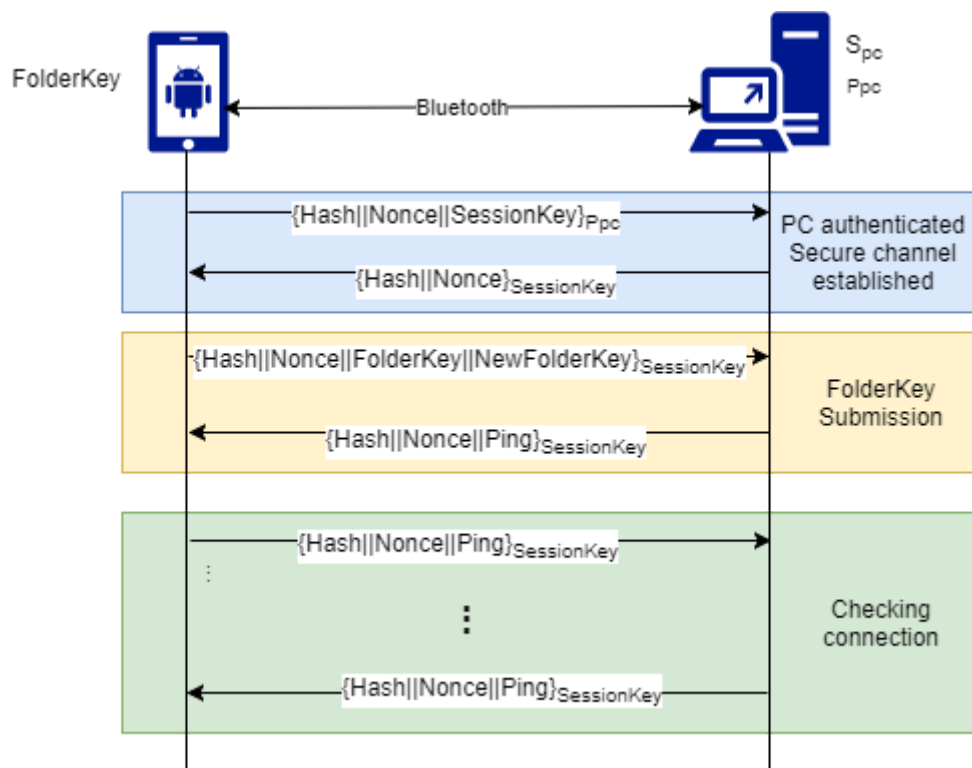 FolderKey
Bluetooth
Spc
Ppc
{Hash||Nonce||SessionKey}Ppc
PC authenticated
Secure channel
established
{Hash||Nonce}SessionKey
{Hash||Nonce||FolderKey||NewFolderKey}SessionKey
FolderKey
Submission
{Hash||Nonce||Ping}SessionKey
{Hash||Nonce||Ping}SessionKey
⋮
⋮
Checking
connection
{Hash||Nonce||Ping}SessionKey